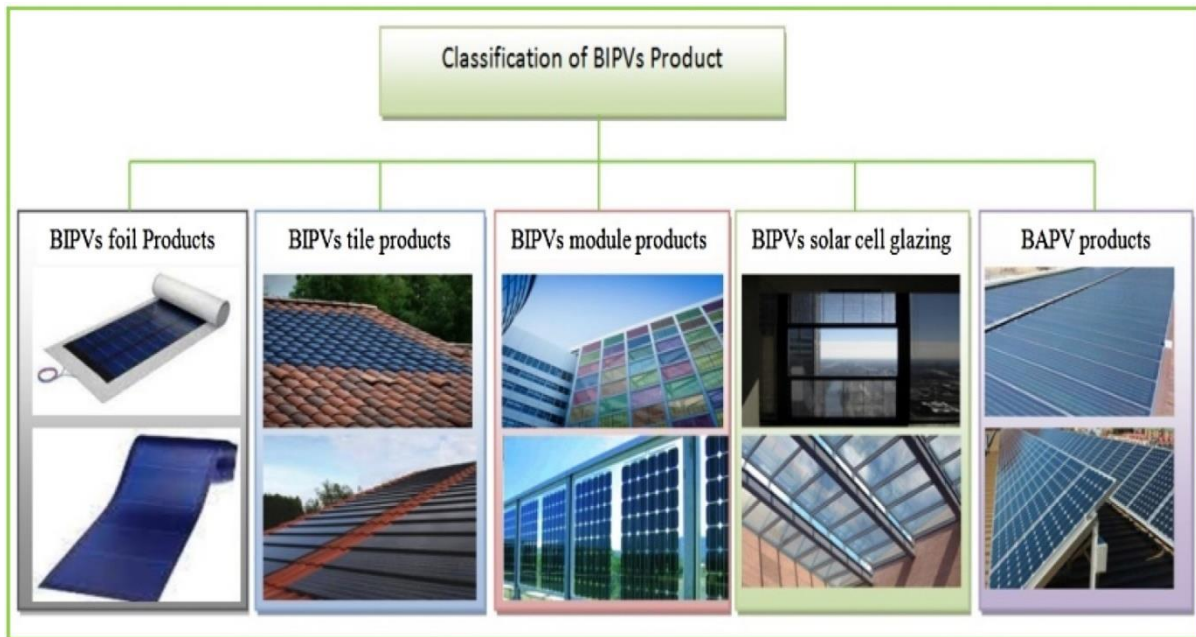 Classification of BIPVs Product
BIPVs foil Products
BIPVs tile products
BIPVs module products
BIPVs solar cell glazing
BAPV products